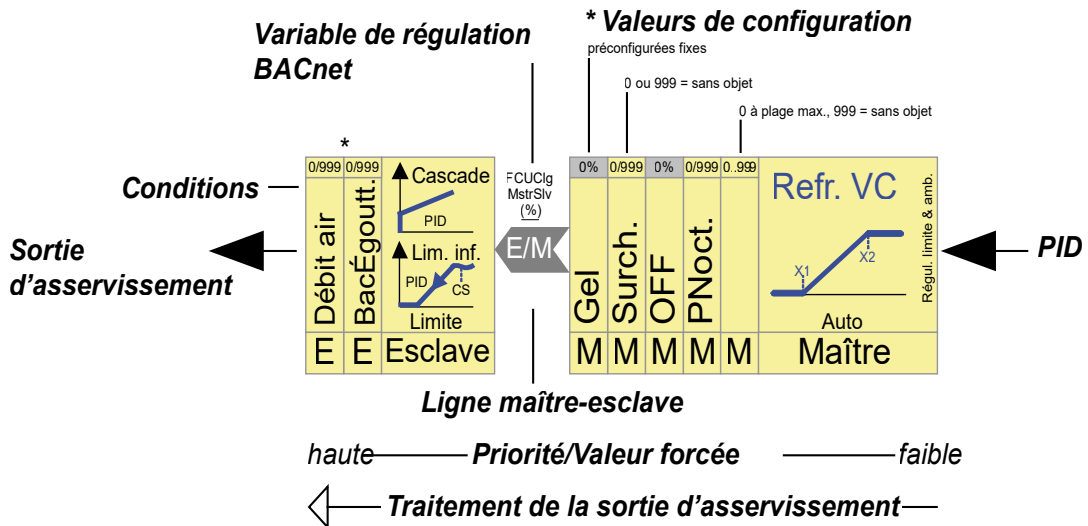 Variable de régulation
BACnet
* Valeurs de configuration
préconfigurées fixes
0 ou 999 = sans objet
0 à plage max., 999 = sans objet
*
Conditions
Sortie
d'asservissement
0/999
0/999
Débit air
BacÉgoutt.
Cascade
PID
Lim. inf.
PID
CS
Limite
E
E
Esclave
FCUClg
MstrSlv
(%)
E/M
0%
0/999
0%
0/999
0..999
Gel
Surch.
OFF
PNoct.
Refr. VC
X1
X2
Auto
Régul. limite & amb.
M
M
M
M
M
Maître
PID
Ligne maître-esclave
haute
Priorité/Valeur forcée
faible
Traitement de la sortie d'asservissement